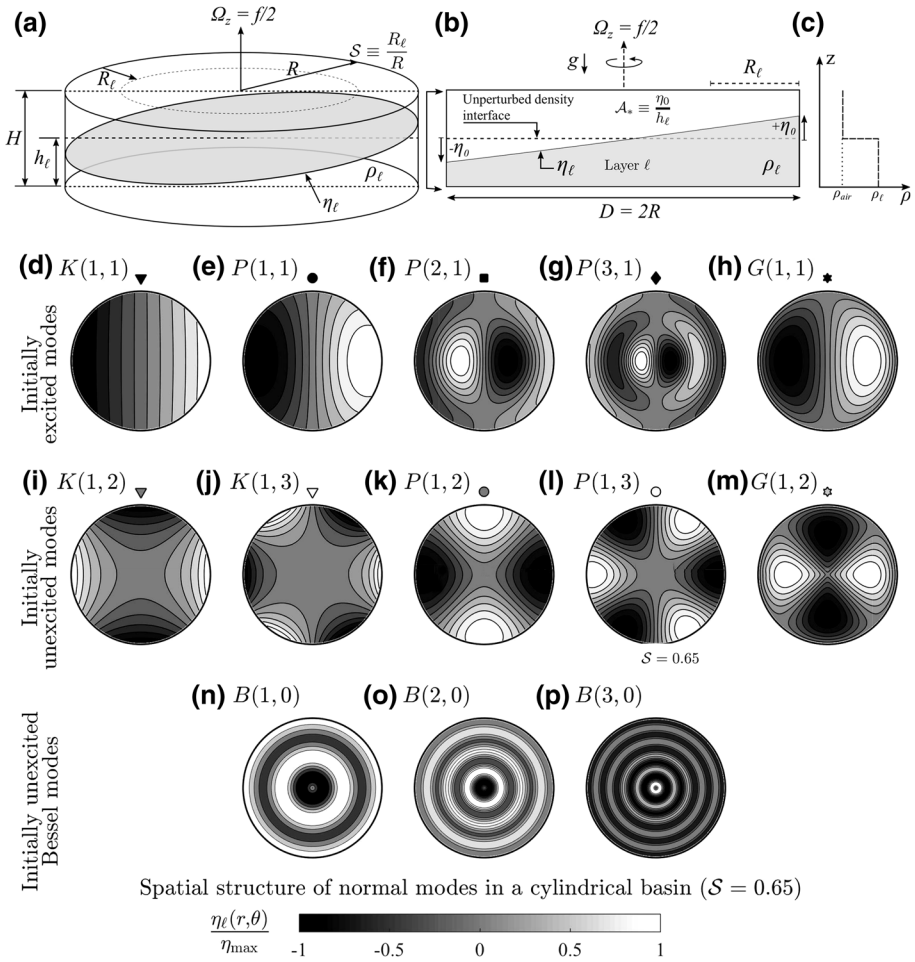 (a)
Ω_z = f/2
S ≡ R_ℓ/R
R_ℓ
R
H
h_ℓ
ρ_ℓ
η_ℓ
(b)
Ω_z = f/2
g
R_ℓ
Unperturbed density
interface
A_* ≡ η_0/h_ℓ
+η_0
-η_0
η_ℓ
Layer ℓ
ρ_ℓ
D = 2R
(c)
z
ρ_air
ρ_ℓ
ρ
Initially
excited modes
(d) K(1, 1)
(e) P(1, 1)
(f) P(2, 1)
(g) P(3, 1)
(h) G(1, 1)
Initially
unexcited modes
(i) K(1, 2)
(j) K(1, 3)
(k) P(1, 2)
(l) P(1, 3)
(m) G(1, 2)
S = 0.65
Initially unexcited
Bessel modes
(n) B(1, 0)
(o) B(2, 0)
(p) B(3, 0)
Spatial structure of normal modes in a cylindrical basin (S = 0.65)
η_ℓ(r,θ)/η_max
-1 -0.5 0 0.5 1